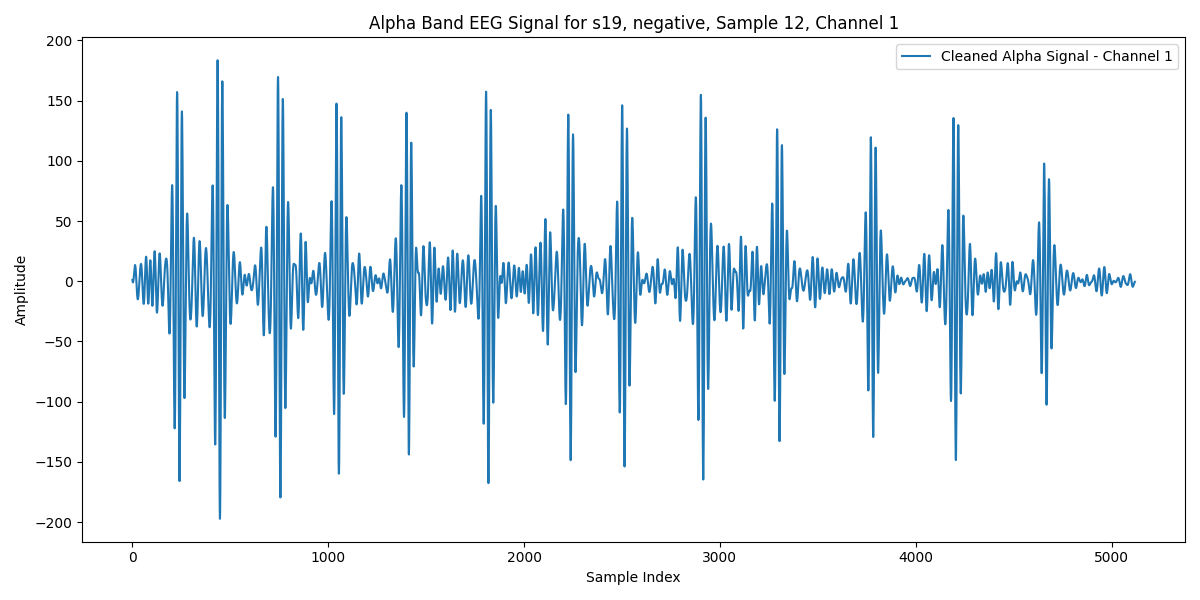 Alpha Band EEG Signal for s19, negative, Sample 12, Channel 1
Cleaned Alpha Signal - Channel 1
Amplitude
200
150
100
50
0
−50
−100
−150
−200
0 1000 2000 3000 4000 5000
Sample Index